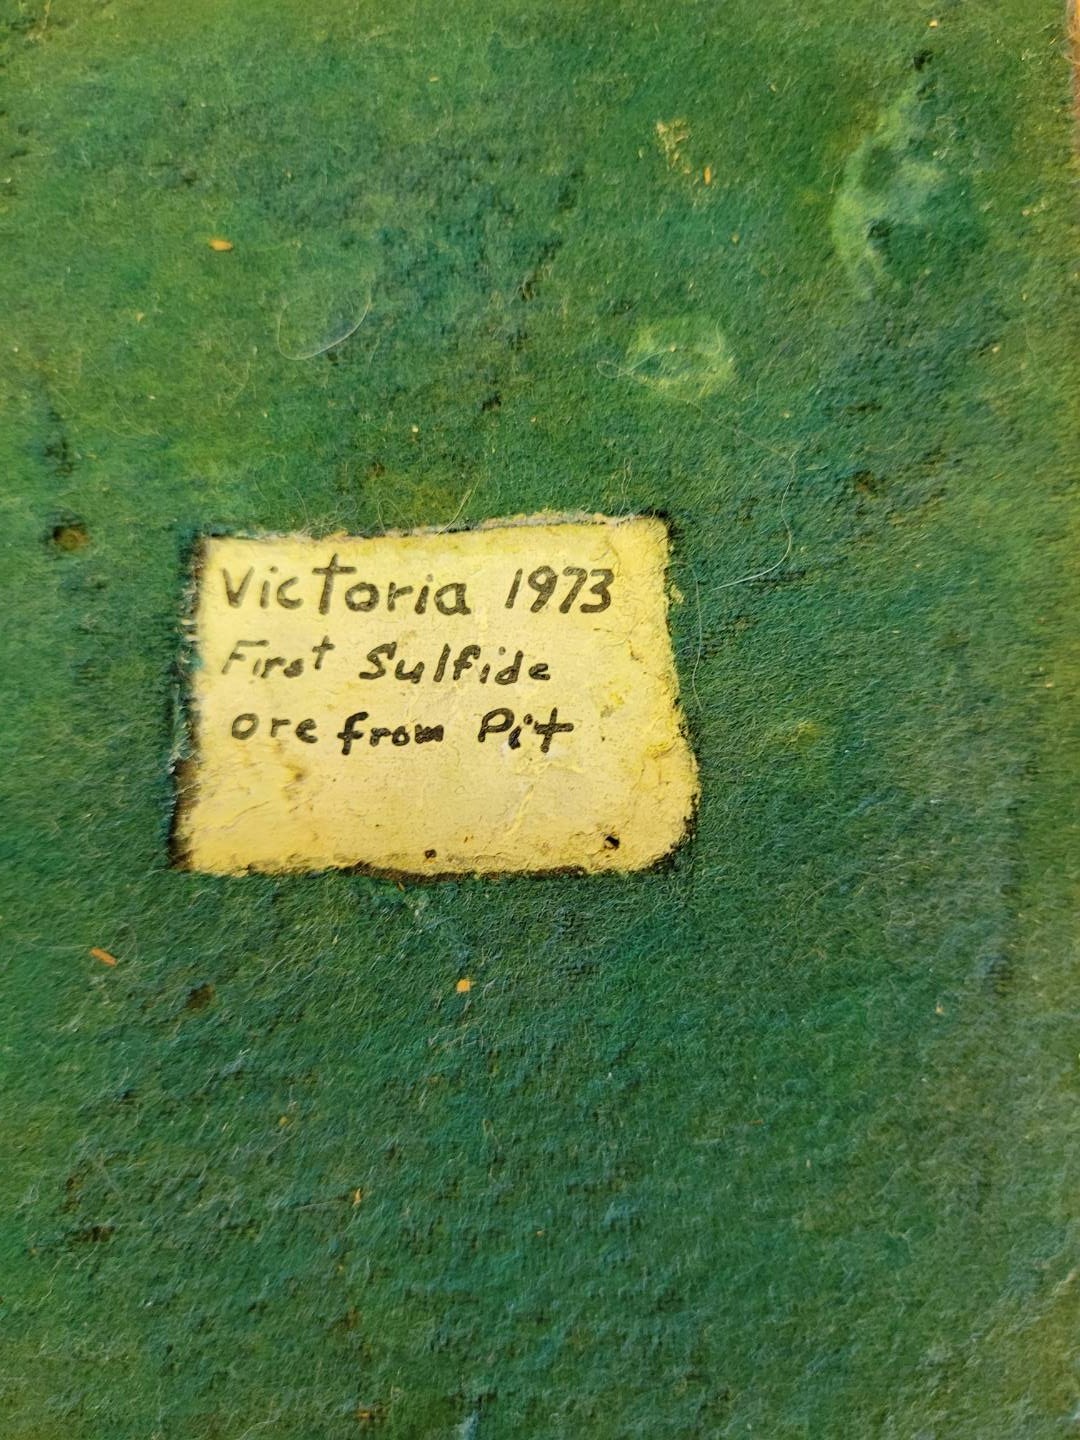 Victoria 1973
First Sulfide
ore from Pit